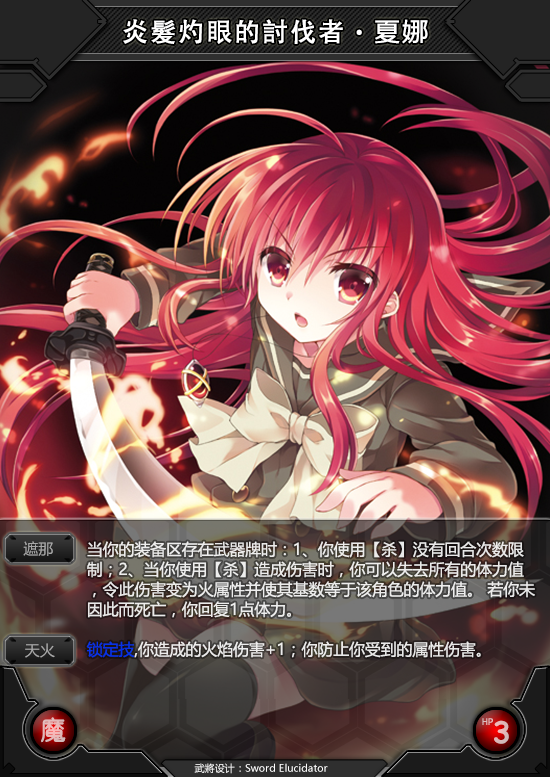 炎髮灼眼的討伐者・夏娜
遮那
当你的装备区存在武器牌时：1、你使用【杀】没有回合次数限
制；2、当你使用【杀】造成伤害时，你可以失去所有的体力值
，令此伤害变为火属性并使其基数等于该角色的体力值。 若你未
因此而死亡，你回复1点体力。
天火
锁定技,你造成的火焰伤害+1；你防止你受到的属性伤害。
魔
HP
3
武将设计：Sword Elucidator